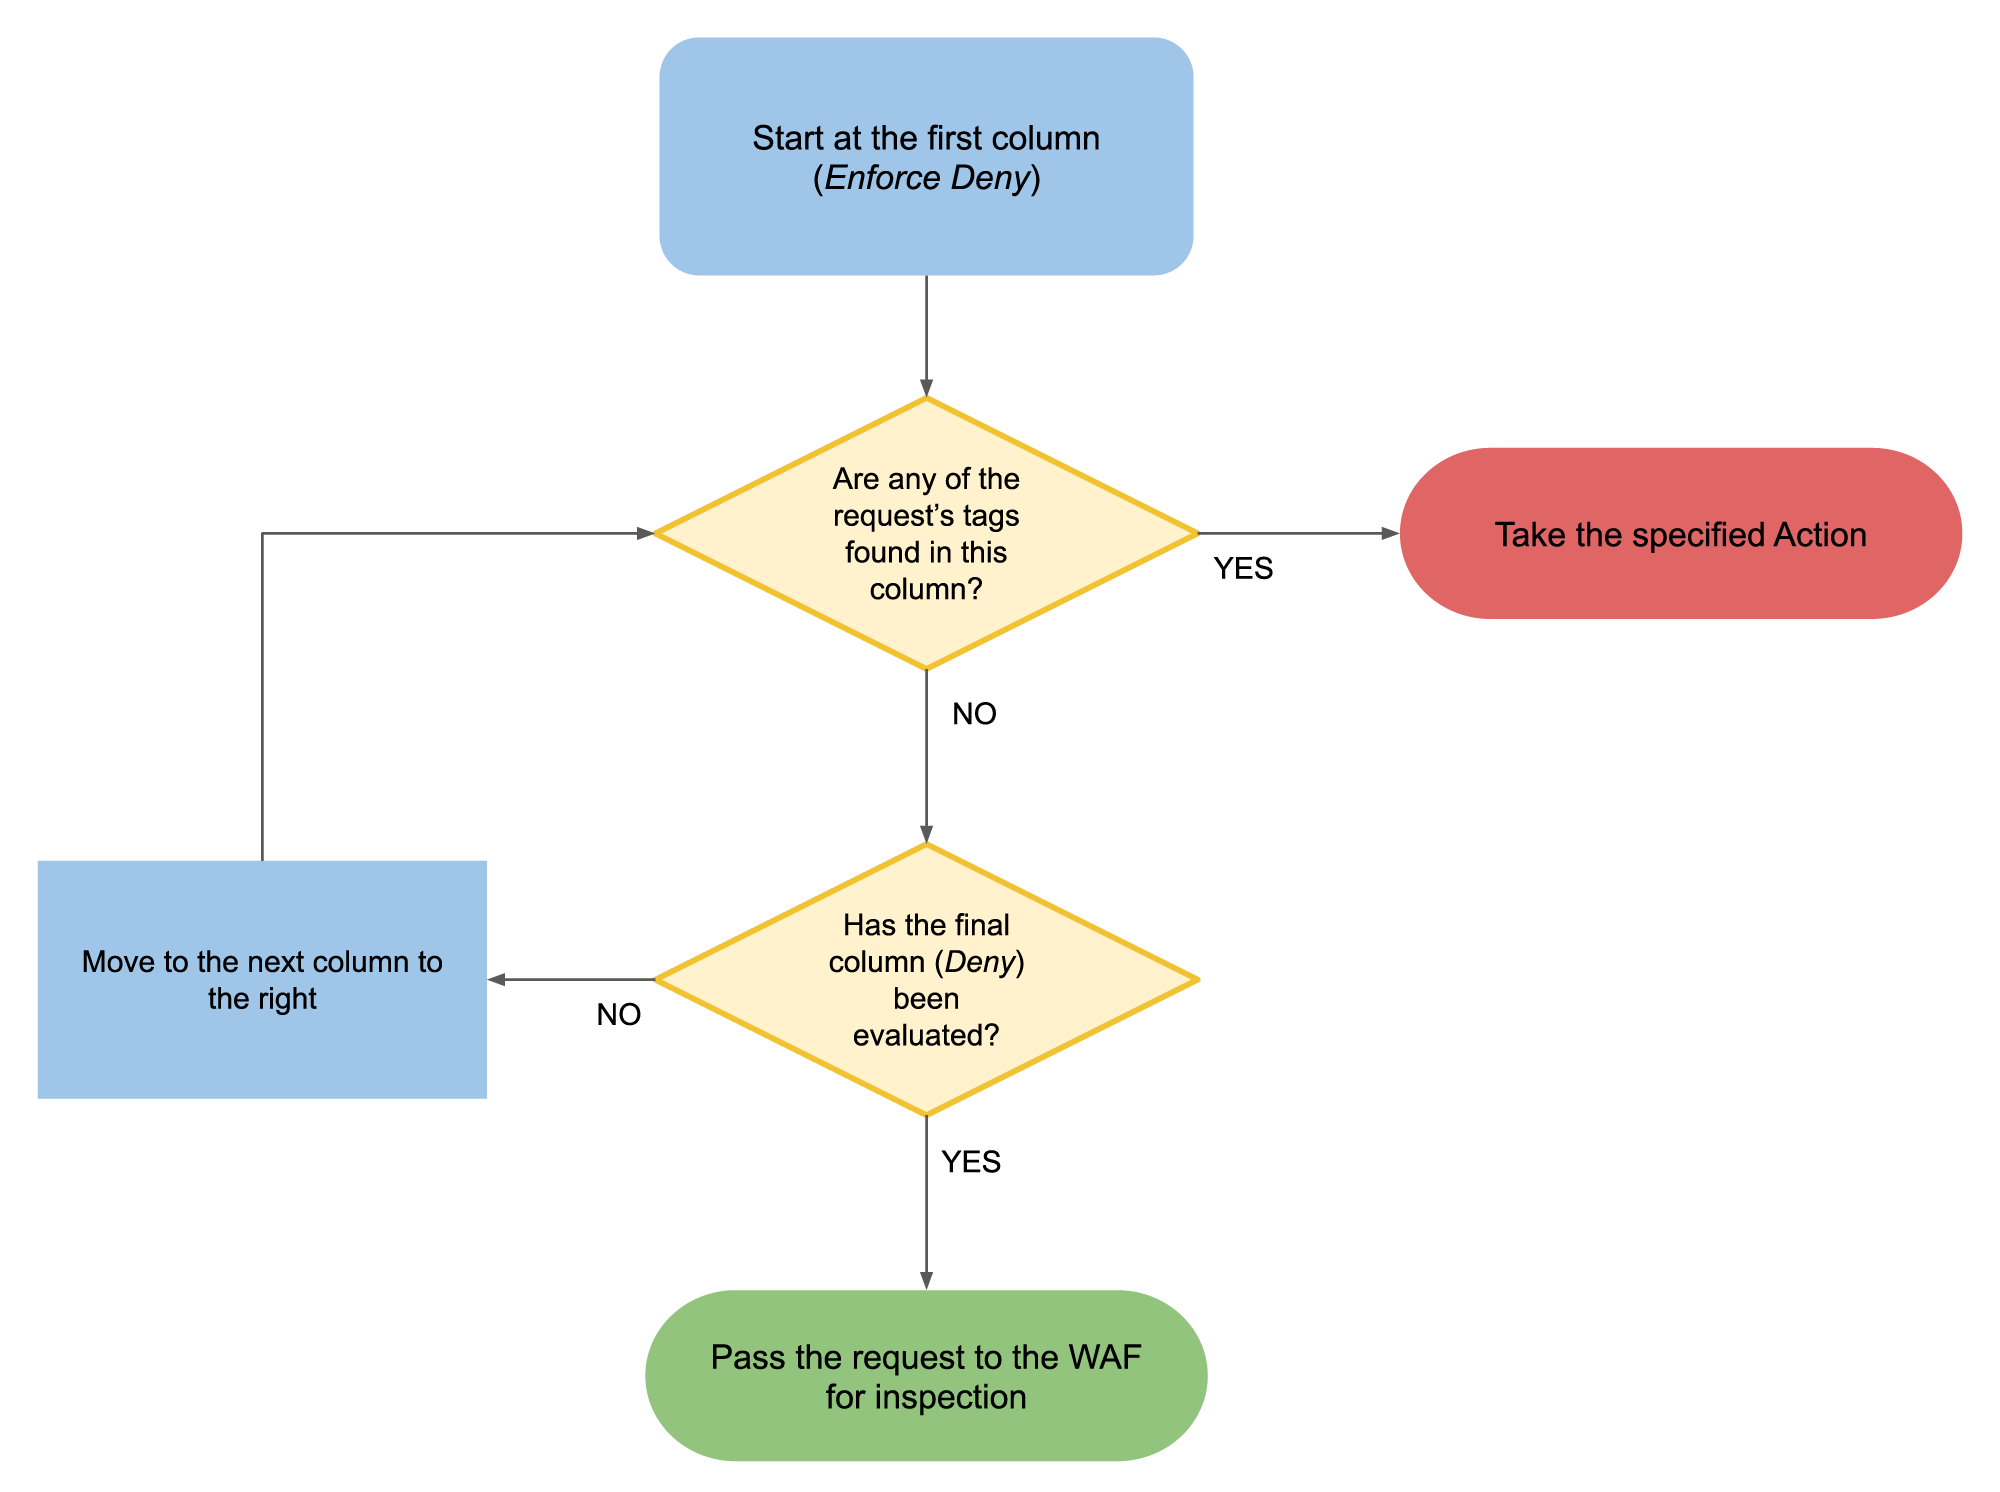 Start at the first column
(Enforce Deny)
Are any of the
request’s tags
found in this
column?
YES
Take the specified Action
NO
Has the final
column (Deny)
been
evaluated?
NO
Move to the next column to
the right
YES
Pass the request to the WAF
for inspection